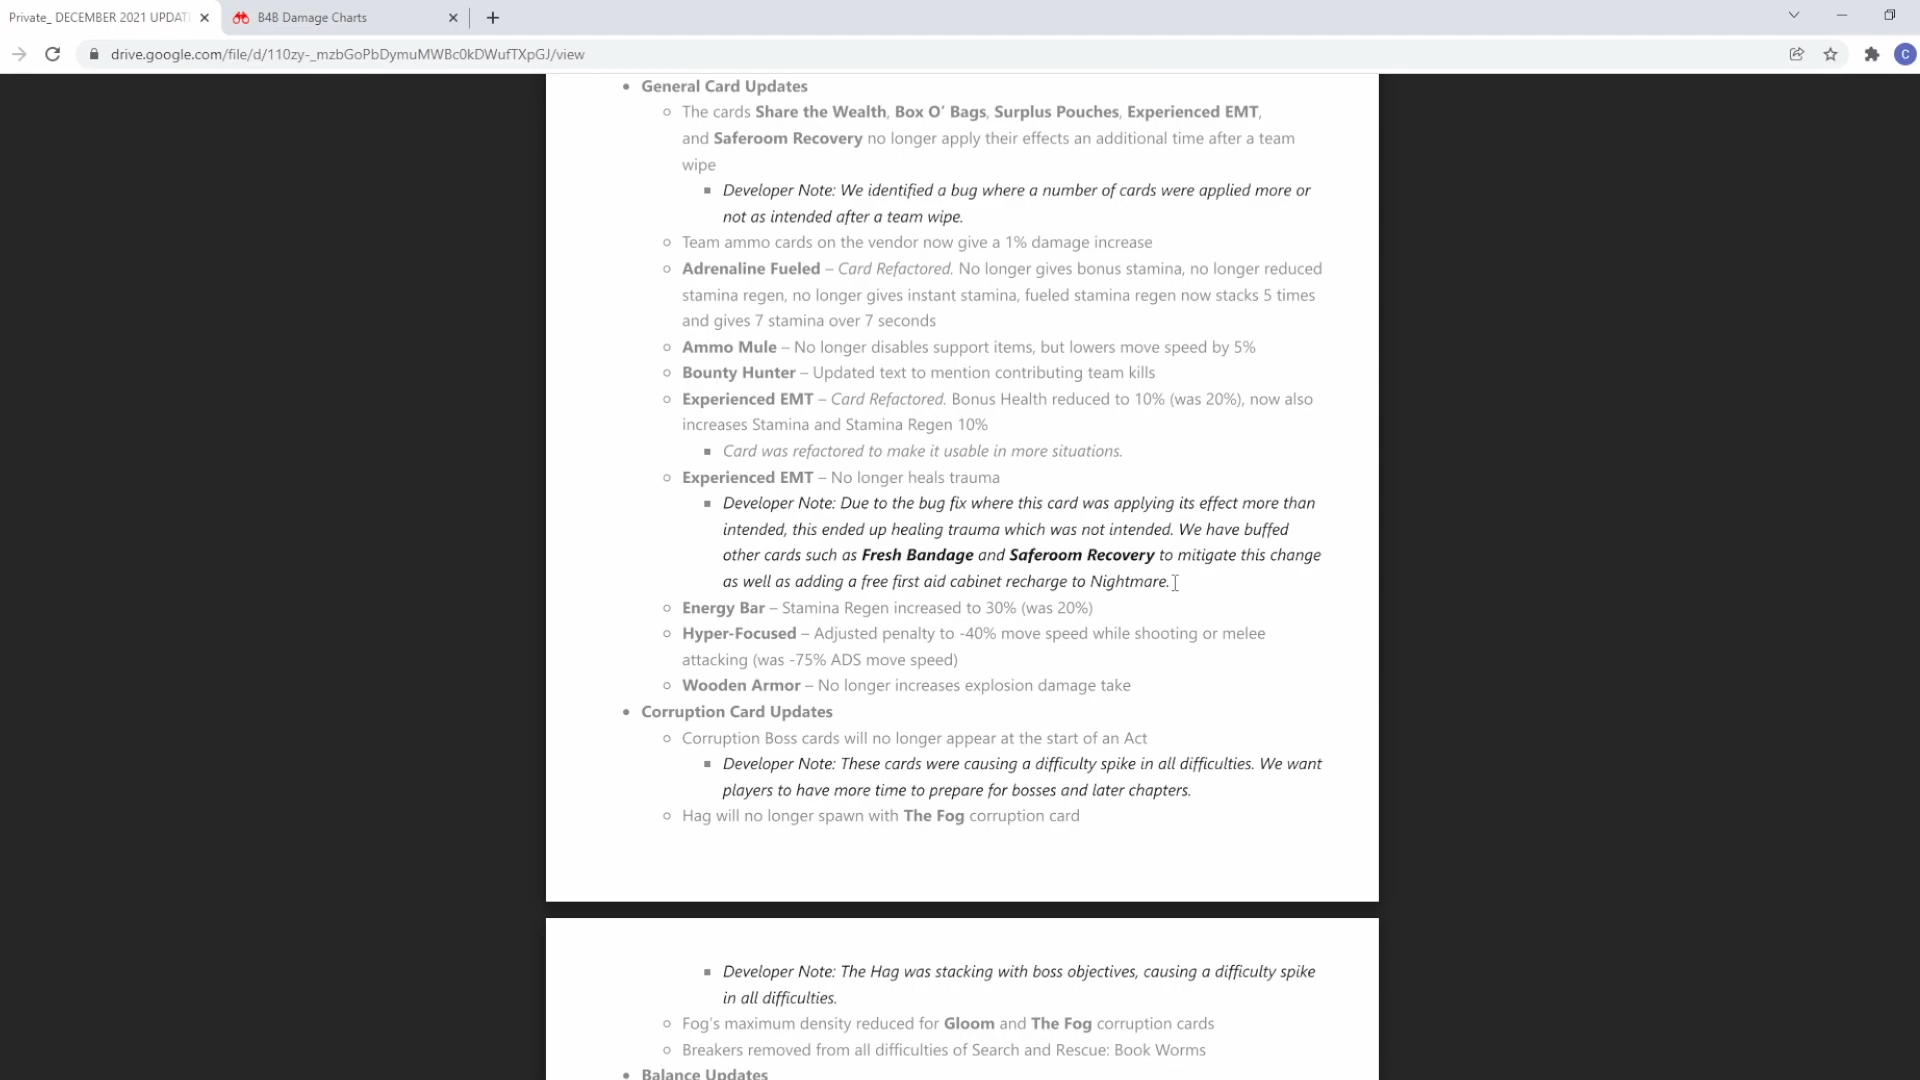 Private_ DECEMBER 2021 UPDAT
B4B Damage Charts
drive.google.com/file/d/110zy-_mzbGoPbDymuMWBc0kDWufTXpGJ/view
C
• General Card Updates
○ The cards Share the Wealth, Box O’ Bags, Surplus Pouches, Experienced EMT,
and Saferoom Recovery no longer apply their effects an additional time after a team
wipe
▪ Developer Note: We identified a bug where a number of cards were applied more or
not as intended after a team wipe.
○ Team ammo cards on the vendor now give a 1% damage increase
○ Adrenaline Fueled – Card Refactored. No longer gives bonus stamina, no longer reduced
stamina regen, no longer gives instant stamina, fueled stamina regen now stacks 5 times
and gives 7 stamina over 7 seconds
○ Ammo Mule – No longer disables support items, but lowers move speed by 5%
○ Bounty Hunter – Updated text to mention contributing team kills
○ Experienced EMT – Card Refactored. Bonus Health reduced to 10% (was 20%), now also
increases Stamina and Stamina Regen 10%
▪ Card was refactored to make it usable in more situations.
○ Experienced EMT – No longer heals trauma
▪ Developer Note: Due to the bug fix where this card was applying its effect more than
intended, this ended up healing trauma which was not intended. We have buffed
other cards such as Fresh Bandage and Saferoom Recovery to mitigate this change
as well as adding a free first aid cabinet recharge to Nightmare.
○ Energy Bar – Stamina Regen increased to 30% (was 20%)
○ Hyper-Focused – Adjusted penalty to -40% move speed while shooting or melee
attacking (was -75% ADS move speed)
○ Wooden Armor – No longer increases explosion damage take
• Corruption Card Updates
○ Corruption Boss cards will no longer appear at the start of an Act
▪ Developer Note: These cards were causing a difficulty spike in all difficulties. We want
players to have more time to prepare for bosses and later chapters.
○ Hag will no longer spawn with The Fog corruption card
▪ Developer Note: The Hag was stacking with boss objectives, causing a difficulty spike
in all difficulties.
○ Fog’s maximum density reduced for Gloom and The Fog corruption cards
○ Breakers removed from all difficulties of Search and Rescue: Book Worms
• Balance Updates